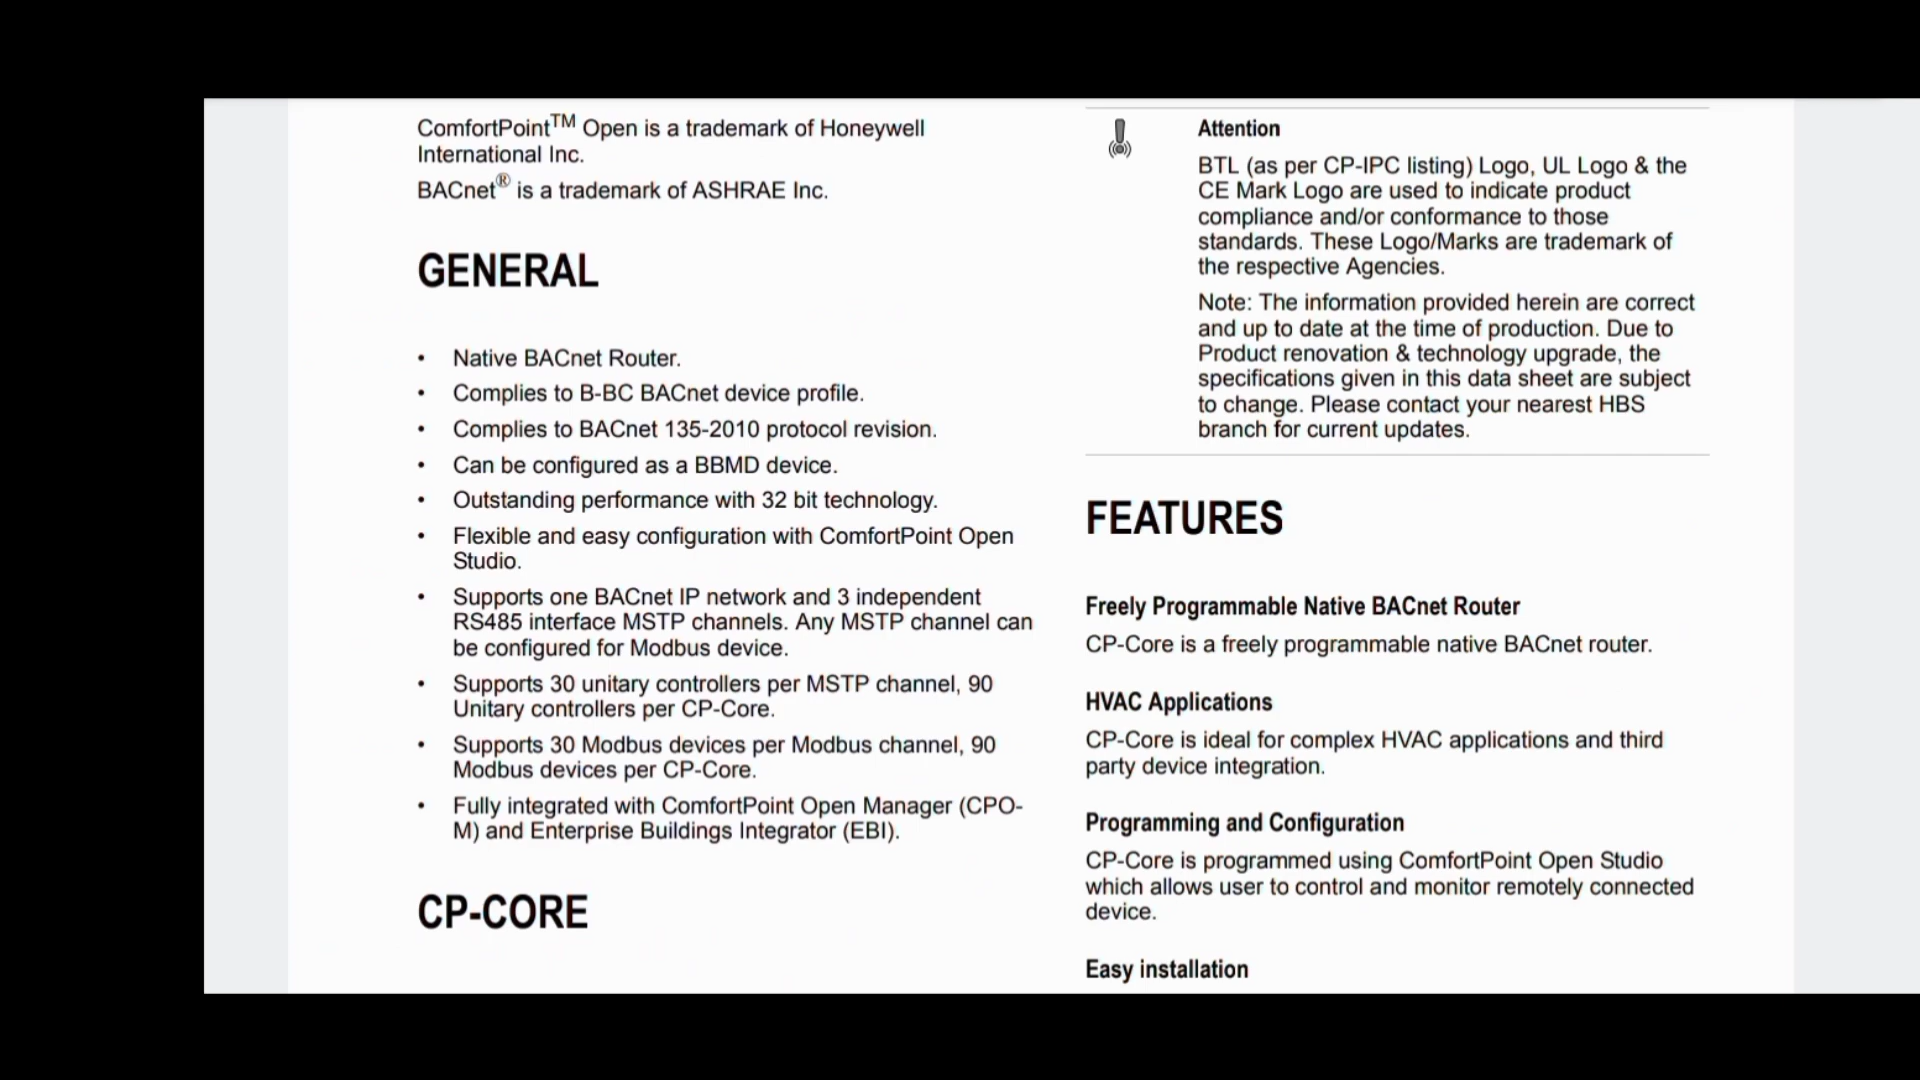 ComfortPoint™ Open is a trademark of Honeywell
International Inc.
BACnet® is a trademark of ASHRAE Inc.
GENERAL
• Native BACnet Router.
• Complies to B-BC BACnet device profile.
• Complies to BACnet 135-2010 protocol revision.
• Can be configured as a BBMD device.
• Outstanding performance with 32 bit technology.
• Flexible and easy configuration with ComfortPoint Open
Studio.
• Supports one BACnet IP network and 3 independent
RS485 interface MSTP channels. Any MSTP channel can
be configured for Modbus device.
• Supports 30 unitary controllers per MSTP channel, 90
Unitary controllers per CP-Core.
• Supports 30 Modbus devices per Modbus channel, 90
Modbus devices per CP-Core.
• Fully integrated with ComfortPoint Open Manager (CPO-
M) and Enterprise Buildings Integrator (EBI).
CP-CORE
Attention
BTL (as per CP-IPC listing) Logo, UL Logo & the
CE Mark Logo are used to indicate product
compliance and/or conformance to those
standards. These Logo/Marks are trademark of
the respective Agencies.
Note: The information provided herein are correct
and up to date at the time of production. Due to
Product renovation & technology upgrade, the
specifications given in this data sheet are subject
to change. Please contact your nearest HBS
branch for current updates.
FEATURES
Freely Programmable Native BACnet Router
CP-Core is a freely programmable native BACnet router.
HVAC Applications
CP-Core is ideal for complex HVAC applications and third
party device integration.
Programming and Configuration
CP-Core is programmed using ComfortPoint Open Studio
which allows user to control and monitor remotely connected
device.
Easy installation